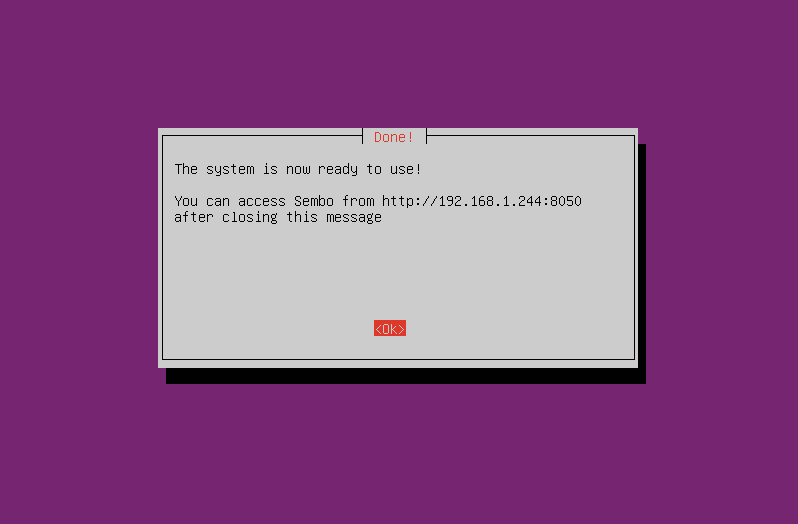 Done!
The system is now ready to use!
You can access Sembo from http://192.168.1.244:8050
after closing this message
<Ok>